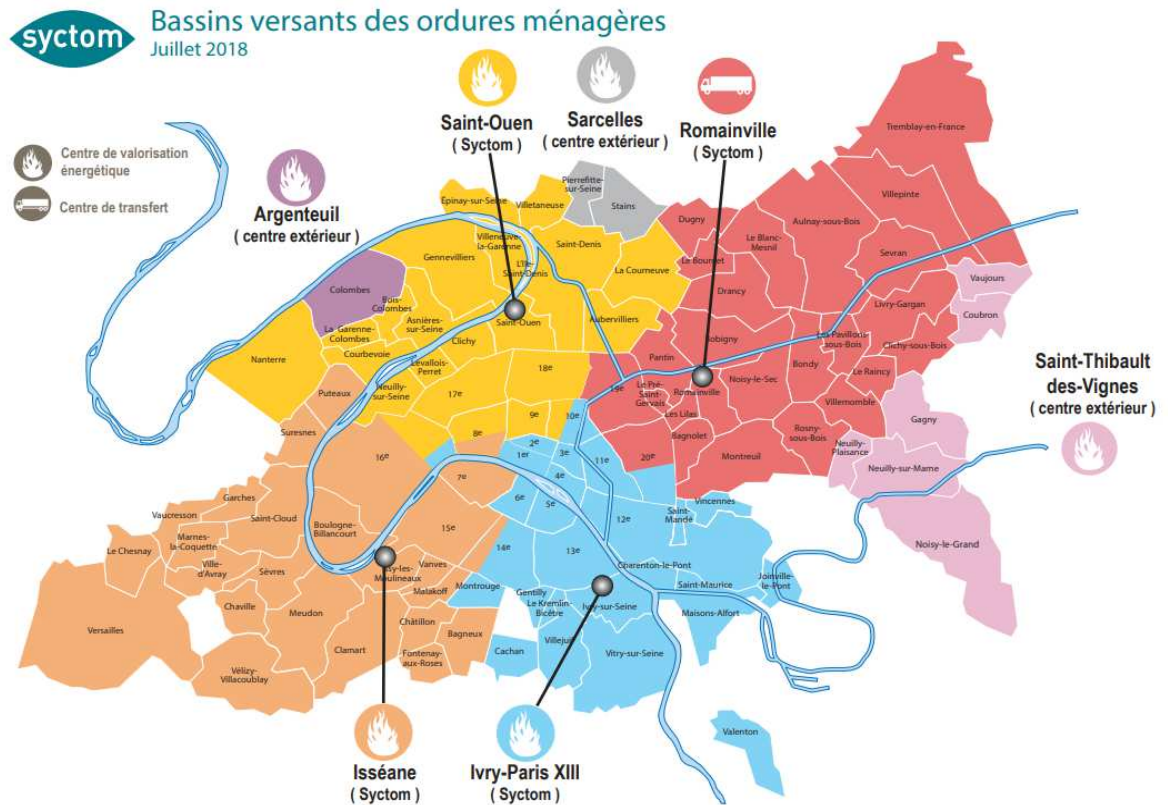 syctom
Bassins versants des ordures ménagères
Juillet 2018
Centre de valorisation
énergétique
Centre de transfert
Argenteuil
( centre extérieur )
Saint-Ouen
( Syctom )
Sarcelles
( centre extérieur )
Romainville
( Syctom )
Saint-Thibault
des-Vignes
( centre extérieur )
Isséane
( Syctom )
Ivry-Paris XIII
( Syctom )
Tremblay-en-France
Villepinte
Aulnay-sous-Bois
Sevran
Le Blanc-
Mesnil
Dugny
Le Bourget
Drancy
Bobigny
Livry-Gargan
Vaujours
Coubron
Clichy-sous-Bois
Les Pavillons-
sous-Bois
Le Raincy
Bondy
Villemomble
Noisy-le-Sec
Romainville
Pantin
Le Pré-
Saint-
Gervais
Les Lilas
Bagnolet
Montreuil
Rosny-
sous-Bois
19e
20e
Gagny
Neuilly-
Plaisance
Neuilly-sur-Marne
Noisy-le-Grand
Pierrefitte-
sur-Seine
Stains
Épinay-sur-Seine
Villetaneuse
Villeneuve-
la-Garenne
Saint-Denis
L'Ile-
Saint-Denis
La Courneuve
Aubervilliers
Gennevilliers
Colombes
Bois-
Colombes
La Garenne-
Colombes
Asnières-
sur-Seine
Courbevoie
Clichy
Saint-Ouen
Levallois-
Perret
Nanterre
Neuilly-
sur-Seine
17e
18e
9e
8e
10e
2e
1er
3e
4e
11e
5e
6e
7e
12e
13e
14e
15e
16e
Puteaux
Suresnes
Garches
Vaucresson
Saint-Cloud
Marnes-
la-Coquette
Le Chesnay
Ville-
d'Avray
Boulogne-
Billancourt
Sèvres
Chaville
Versailles
Meudon
Vélizy-
Villacoublay
Clamart
Issy-les-
Moulineaux
Vanves
Malakoff
Montrouge
Châtillon
Bagneux
Fontenay-
aux-Roses
Vincennes
Saint-
Mandé
Charenton-le-Pont
Saint-Maurice
Joinville-
le-Pont
Maisons-Alfort
Gentilly
Le Kremlin-
Bicêtre
Ivry-sur-Seine
Villejuif
Cachan
Vitry-sur-Seine
Valenton